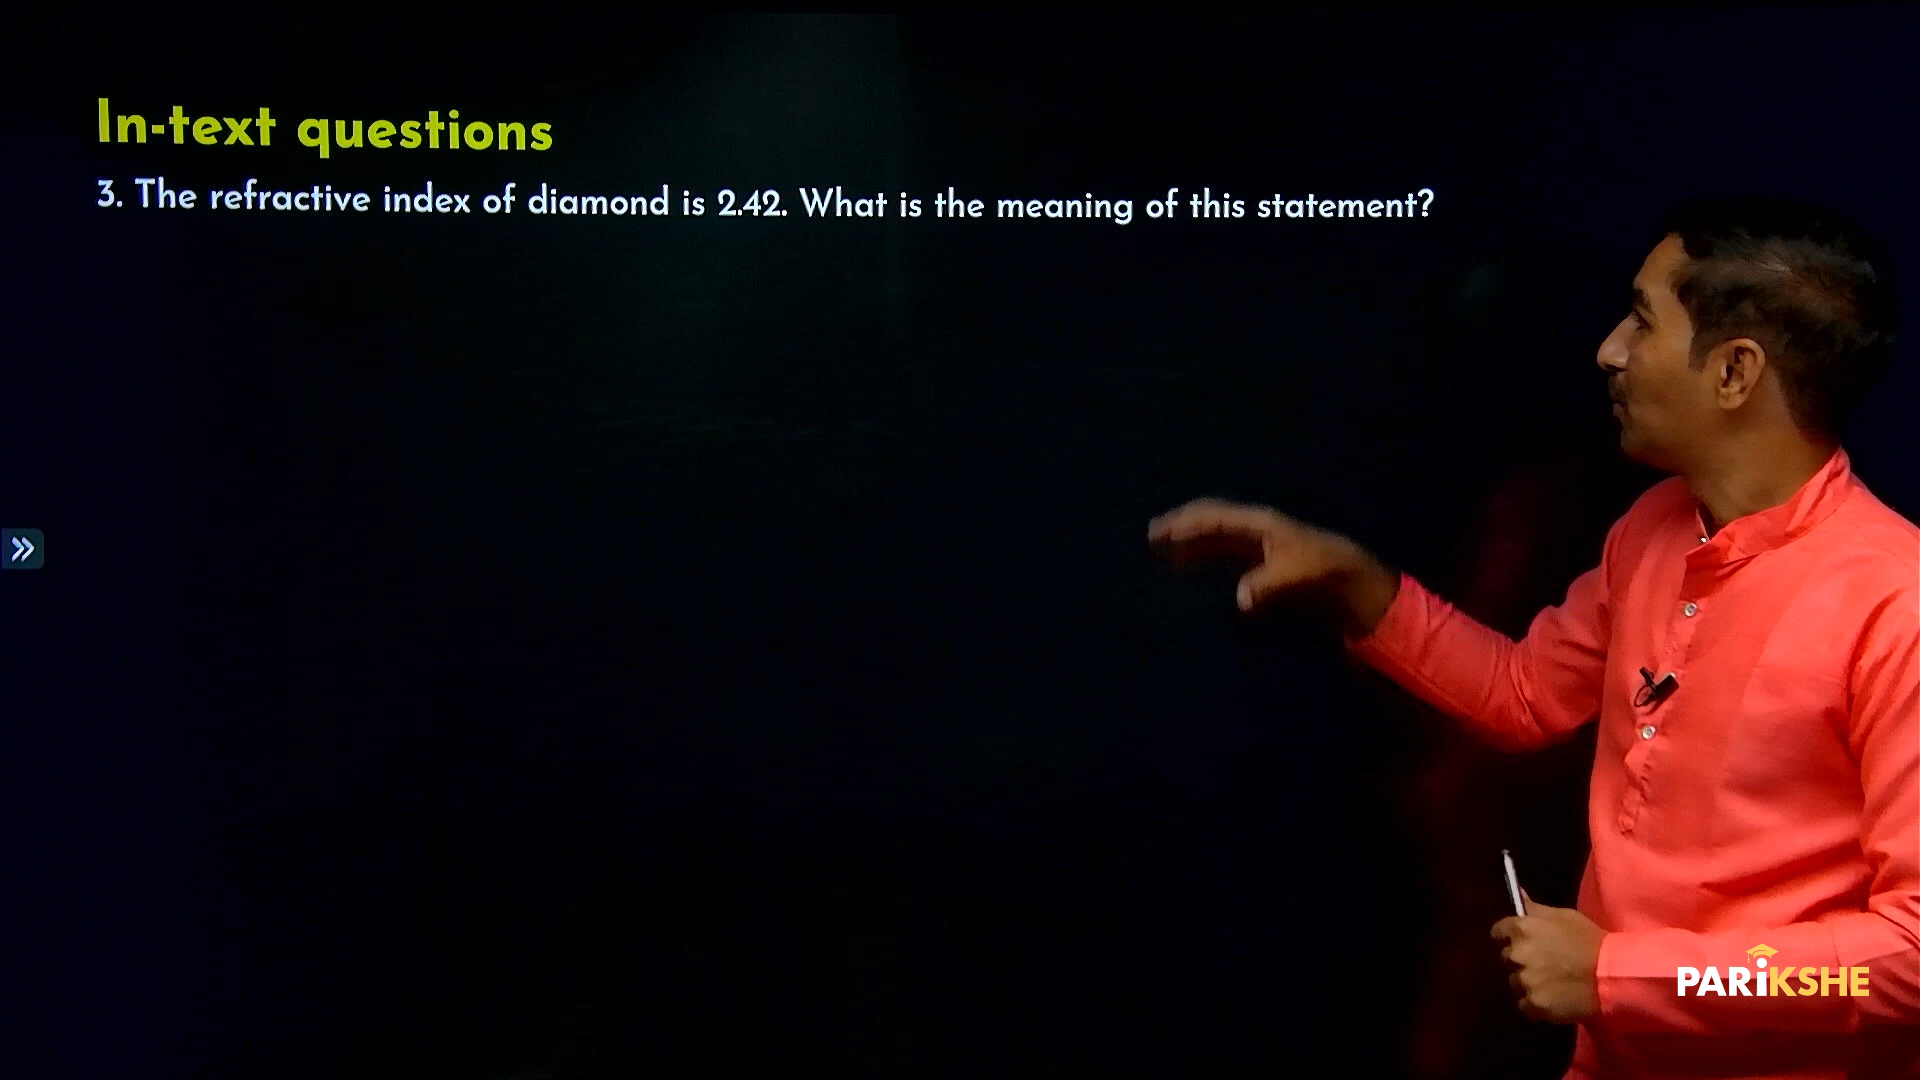 In-text questions
3. The refractive index of diamond is 2.42. What is the meaning of this statement?
PARiKSHE